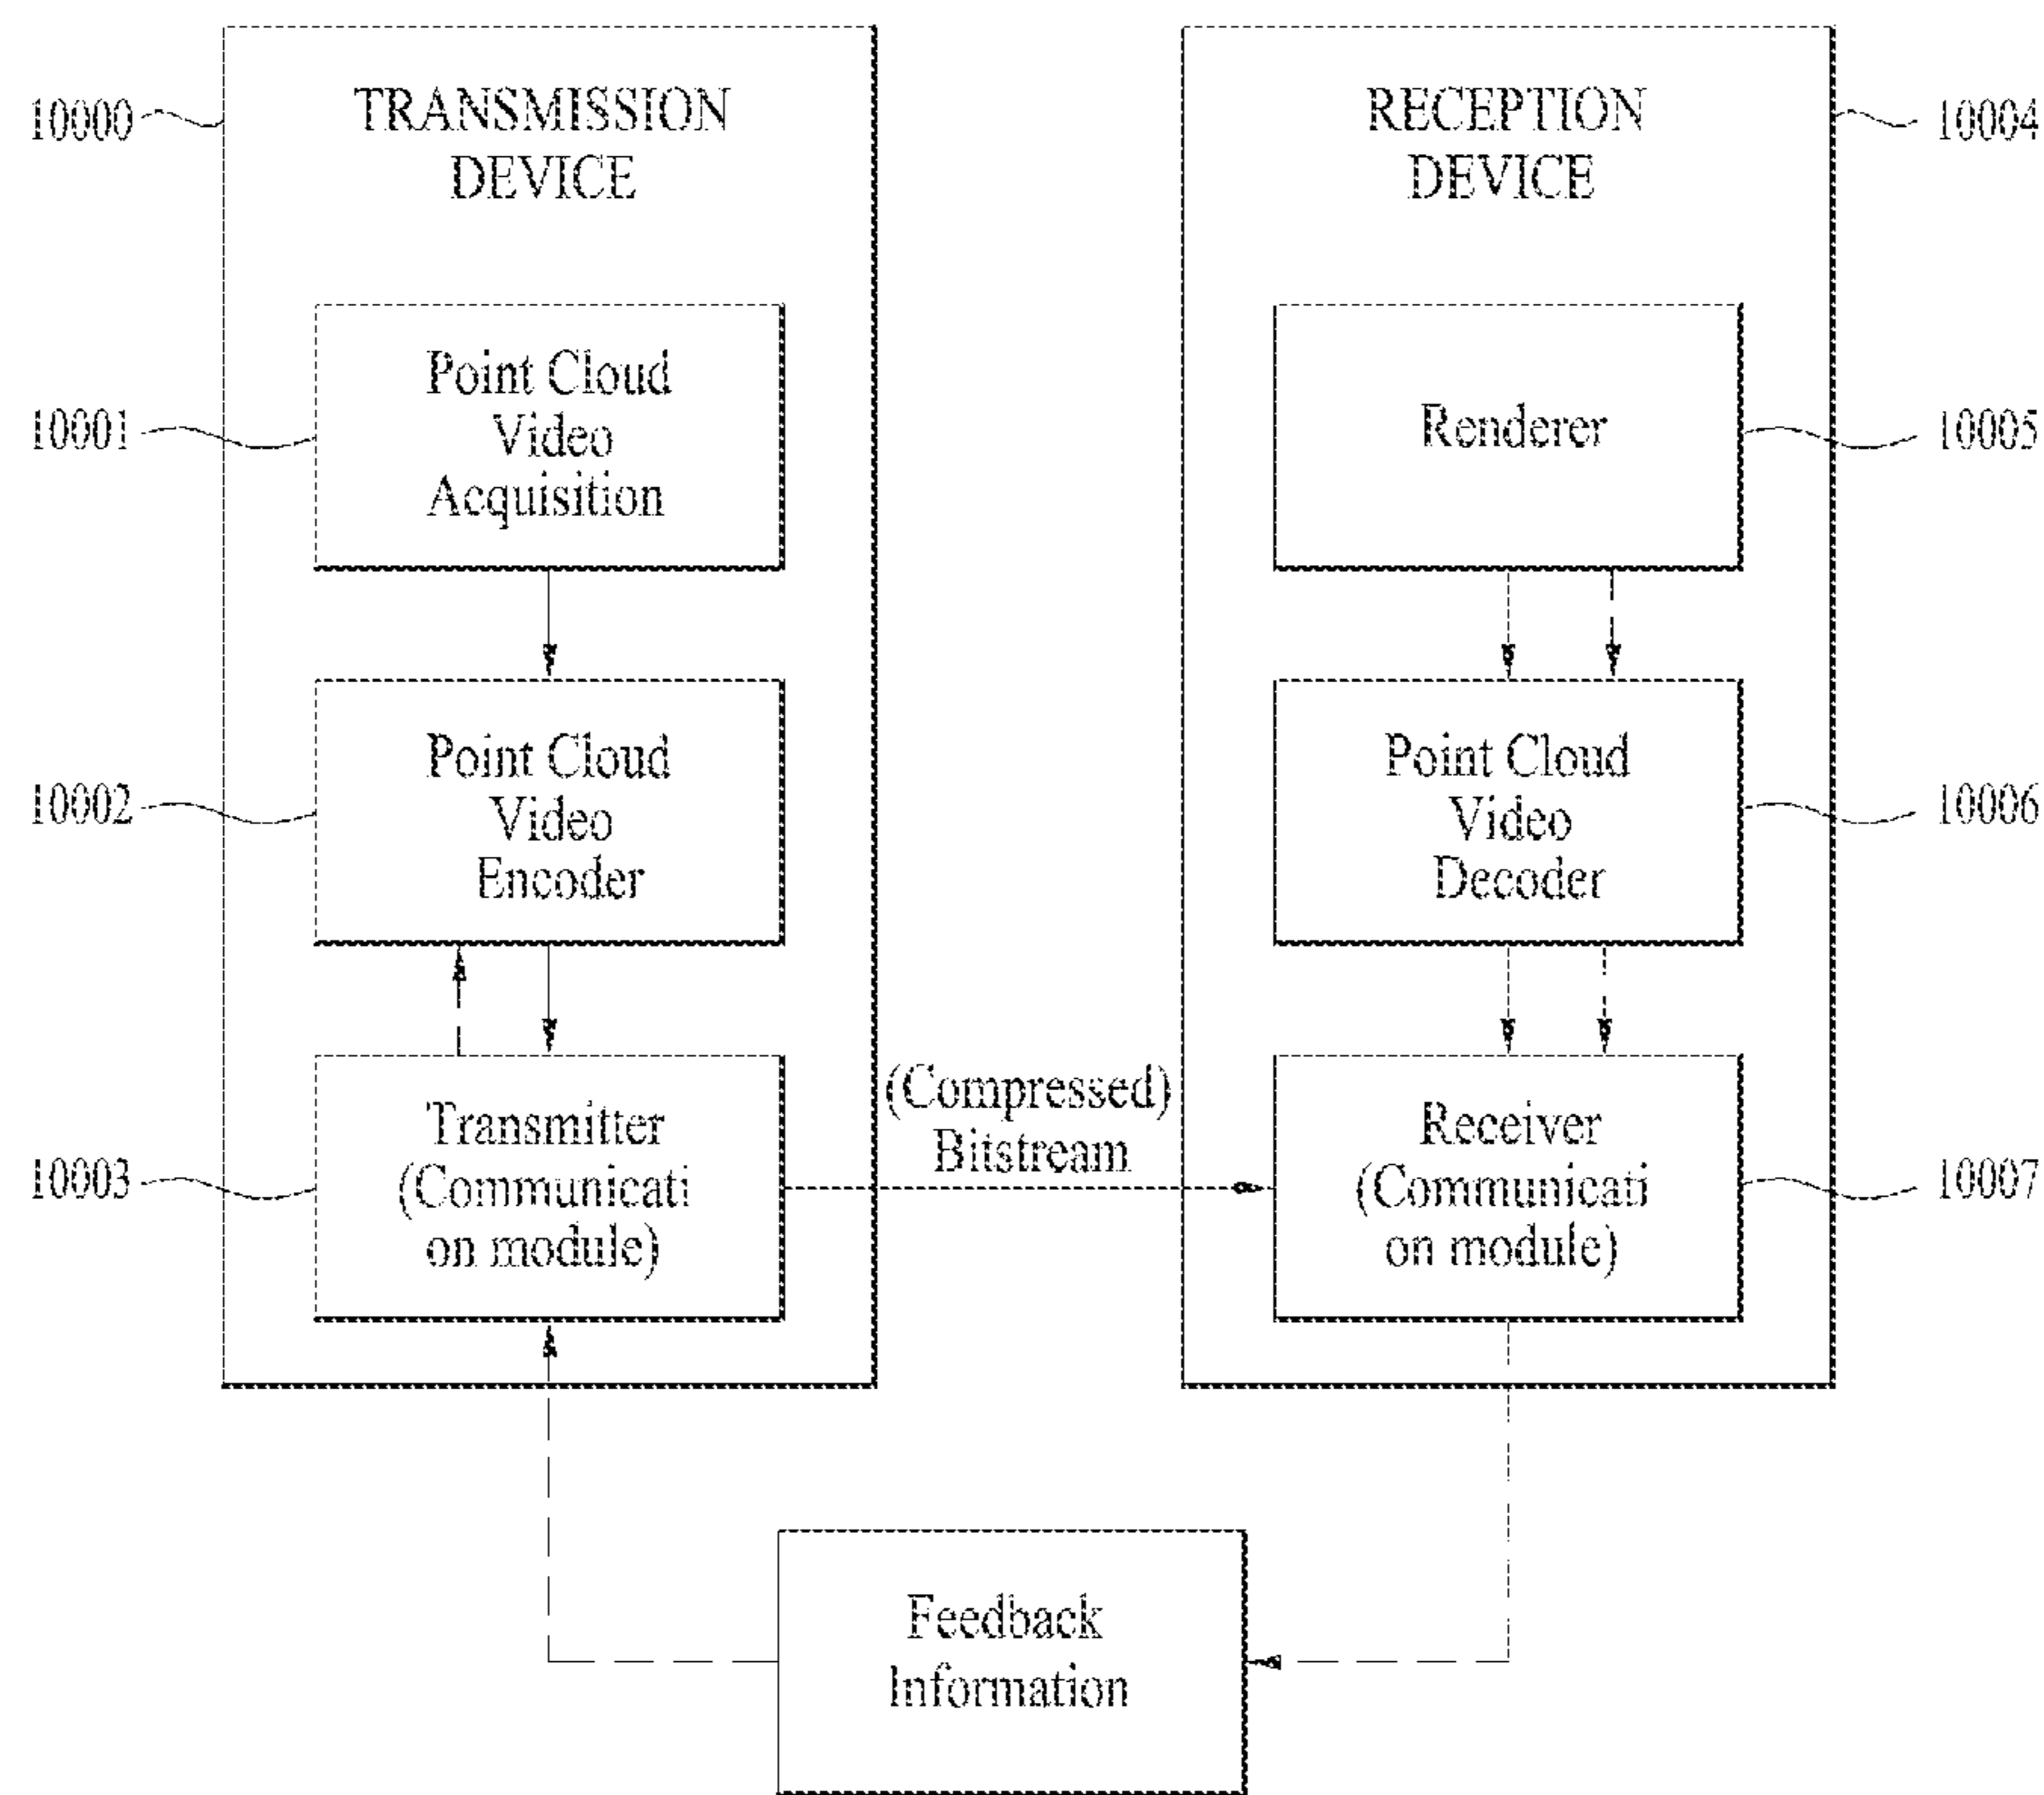 10000
TRANSMISSION
DEVICE
10001
Point Cloud
Video
Acquisition
10002
Point Cloud
Video
Encoder
10003
Transmitter
(Communicati
on module)
(Compressed)
Bitstream
RECEPTION
DEVICE
10004
Renderer
10005
Point Cloud
Video
Decoder
10006
Receiver
(Communicati
on module)
10007
Feedback
Information